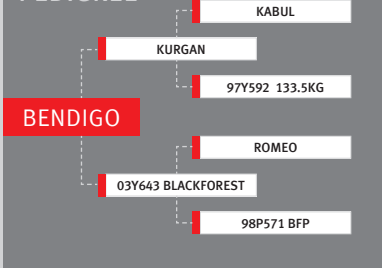 KABUL
KURGAN
97Y592 133.5KG
BENDIGO
ROMEO
03Y643 BLACKFOREST
98P571 BFP